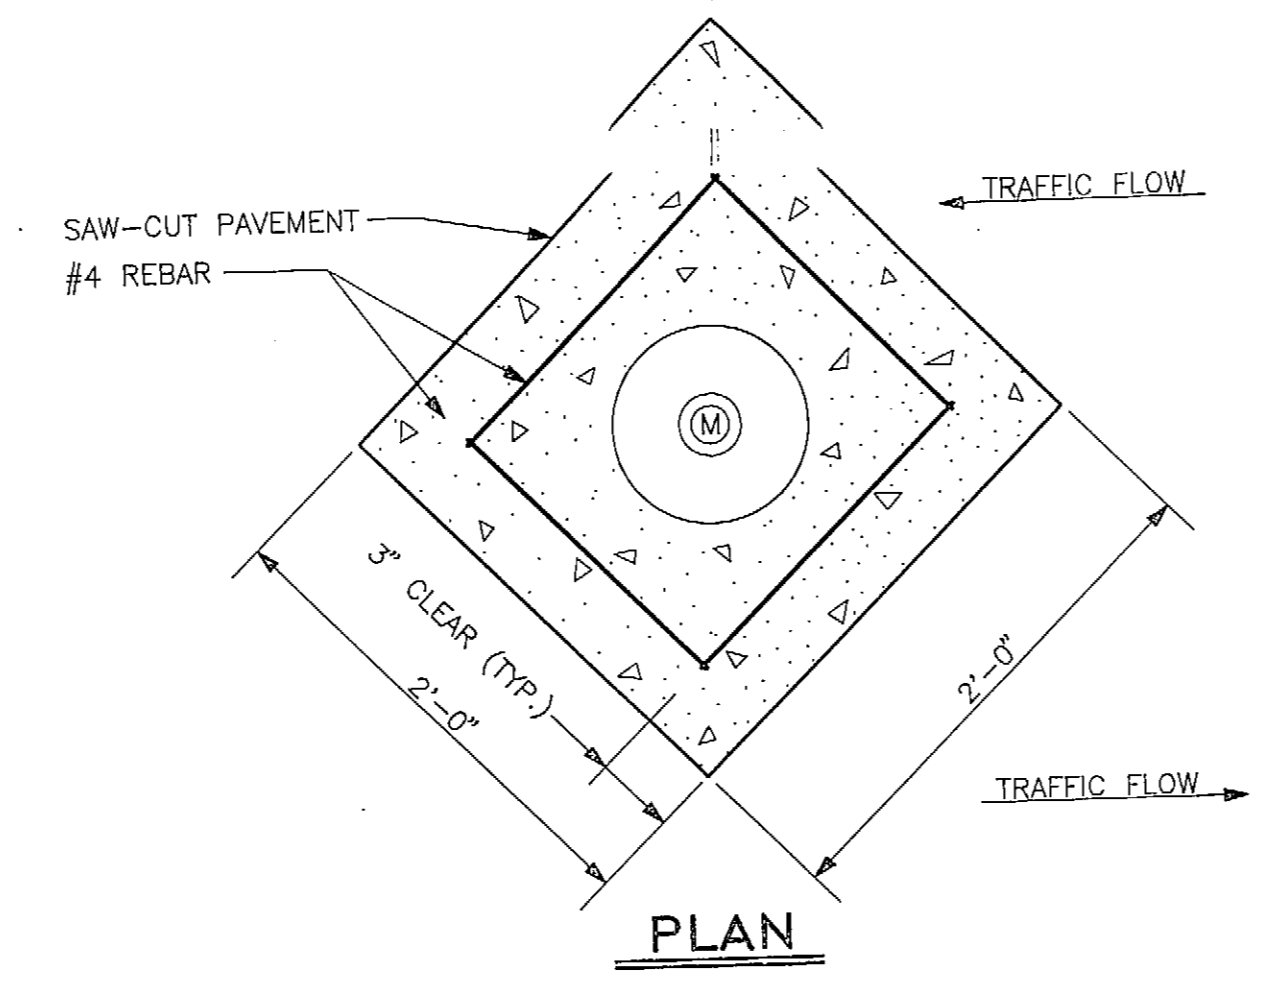 TRAFFIC FLOW
SAW-CUT PAVEMENT
#4 REBAR
M
3" CLEAR (TYP.)
2'-0"
2'-0"
TRAFFIC FLOW
PLAN